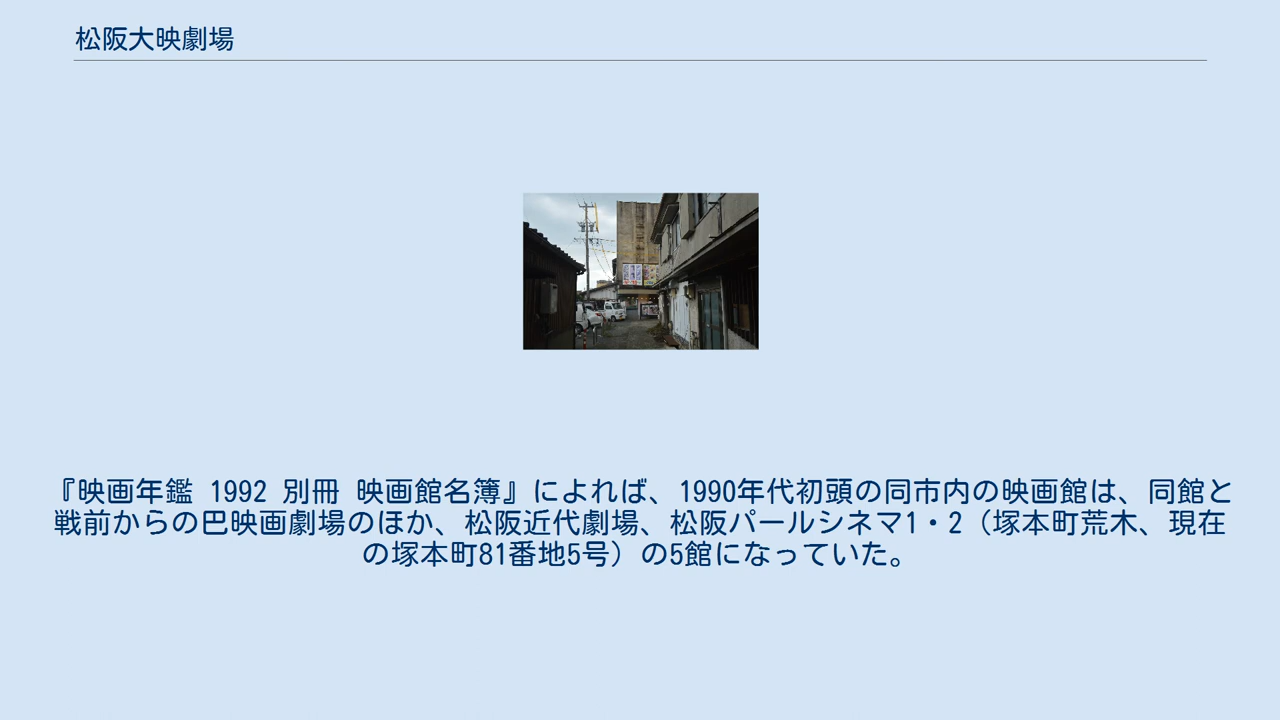 松阪大映劇場
『映画年鑑 1992 別冊 映画館名簿』によれば、1990年代初頭の同市内の映画館は、同館と
戦前からの巴映画劇場のほか、松阪近代劇場、松阪パールシネマ1・2（塚本町荒木、現在
の塚本町81番地5号）の5館になっていた。